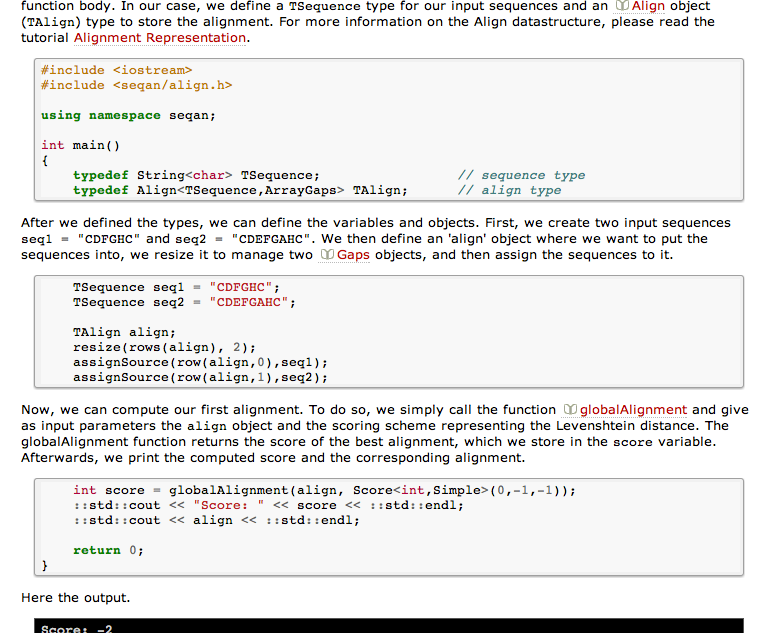 function body. In our case, we define a TSequence type for our input sequences and an Align object
(TAlign) type to store the alignment. For more information on the Align datastructure, please read the
tutorial Alignment Representation.
#include <iostream>
#include <seqan/align.h>
using namespace seqan;
int main()
{
typedef String<char> TSequence; // sequence type
typedef Align<TSequence,ArrayGaps> TAlign; // align type
After we defined the types, we can define the variables and objects. First, we create two input sequences
seq1 = "CDFGHC" and seq2 = "CDEFGAHC". We then define an 'align' object where we want to put the
sequences into, we resize it to manage two Gaps objects, and then assign the sequences to it.
TSequence seq1 = "CDFGHC";
TSequence seq2 = "CDEFGAHC";
TAlign align;
resize(rows(align), 2);
assignSource(row(align,0),seq1);
assignSource(row(align,1),seq2);
Now, we can compute our first alignment. To do so, we simply call the function globalAlignment and give
as input parameters the align object and the scoring scheme representing the Levenshtein distance. The
globalAlignment function returns the score of the best alignment, which we store in the score variable.
Afterwards, we print the computed score and the corresponding alignment.
int score = globalAlignment(align, Score<int,Simple>(0,-1,-1));
::std::cout << "Score: " << score << ::std::endl;
::std::cout << align << ::std::endl;
return 0;
}
Here the output.
Score: -2